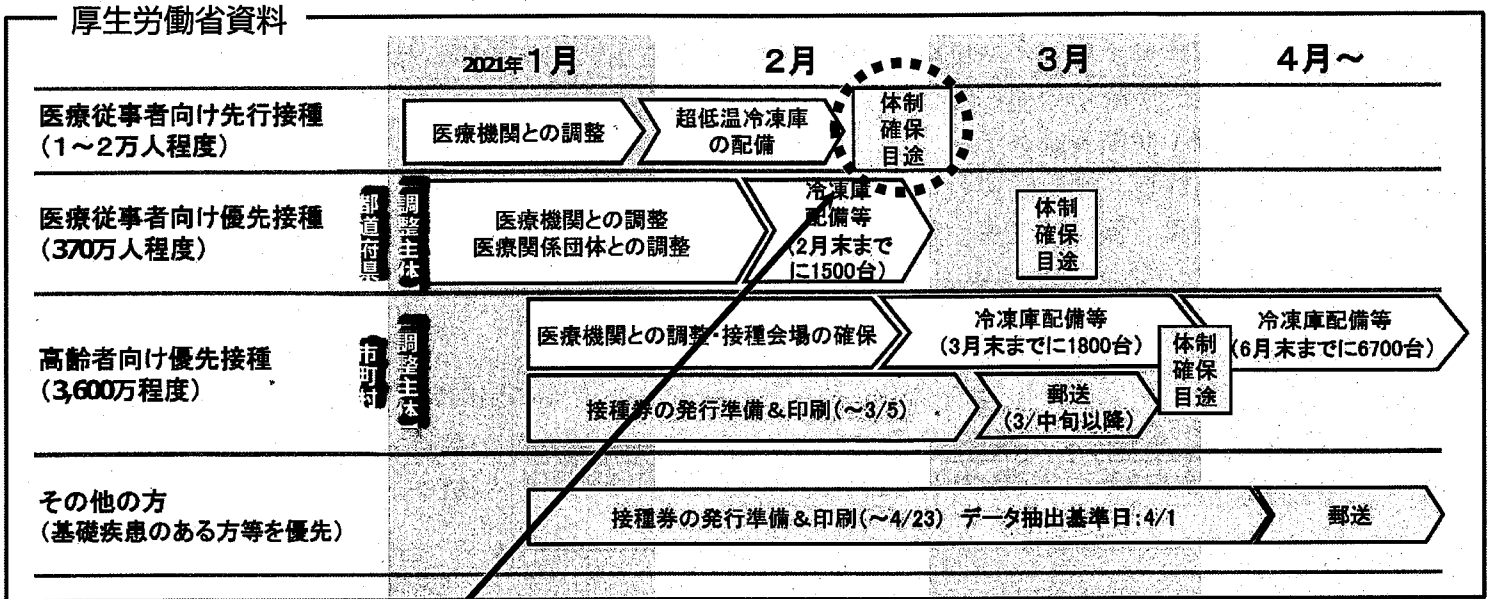 厚生労働省資料
2021年1月
2月
3月
4月～
医療従事者向け先行接種
(1～2万人程度)
医療機関との調整
超低温冷凍庫
の配備
体制
確保
目途
医療従事者向け優先接種
(370万人程度)
都道府県
調整主体
医療機関との調整
医療関係団体との調整
冷凍庫
配備等
(2月末まで
に1500台)
体制
確保
目途
高齢者向け優先接種
(3,600万程度)
市町村
調整主体
医療機関との調整・接種会場の確保
冷凍庫配備等
(3月末までに1800台)
体制
確保
目途
冷凍庫配備等
(6月末までに6700台)
接種券の発行準備＆印刷(～3/5)
郵送
(3/中旬以降)
その他の方
(基礎疾患のある方等を優先)
接種券の発行準備＆印刷(～4/23) データ抽出基準日:4/1
郵送